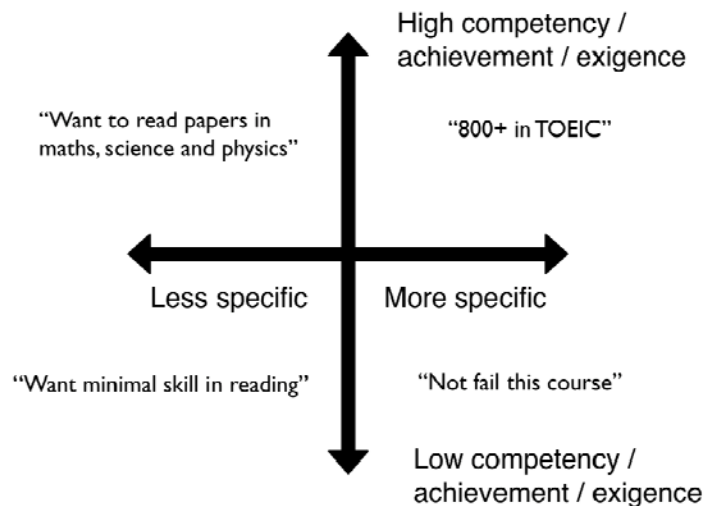 High competency /
achievement / exigence
“Want to read papers in
maths, science and physics”
“800+ in TOEIC”
Less specific
More specific
“Want minimal skill in reading”
“Not fail this course”
Low competency /
achievement / exigence